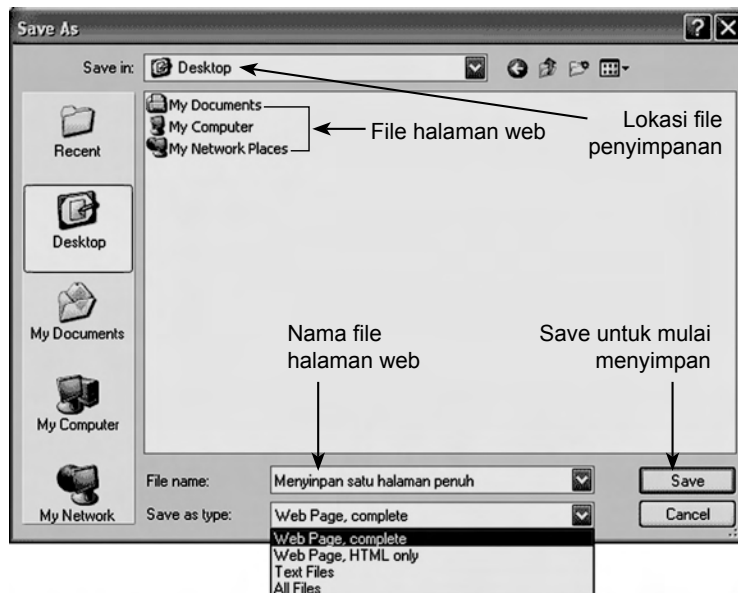 Save As
Save in:
Desktop
My Documents
My Computer
My Network Places
File halaman web
Lokasi file
penyimpanan
Recent
Desktop
My Documents
My Computer
My Network
Nama file
halaman web
Save untuk mulai
menyimpan
File name:
Menyinpan satu halaman penuh
Save
Save as type:
Web Page, complete
Cancel
Web Page, complete
Web Page, HTML only
Text Files
All Files